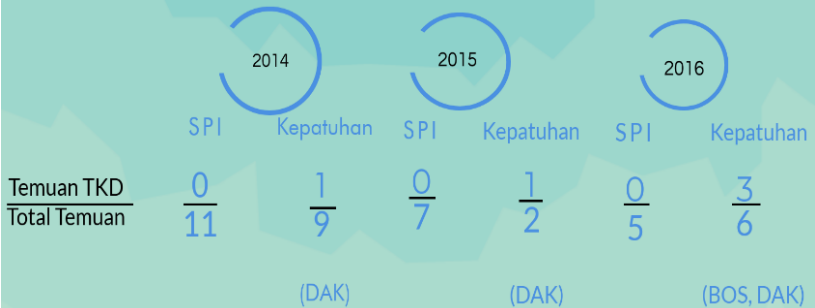 2014 2015 2016
SPI Kepatuhan SPI Kepatuhan SPI Kepatuhan
Temuan TKD 0 1 0 1 0 3
Total Temuan 11 9 7 2 5 6
(DAK) (DAK) (BOS, DAK)